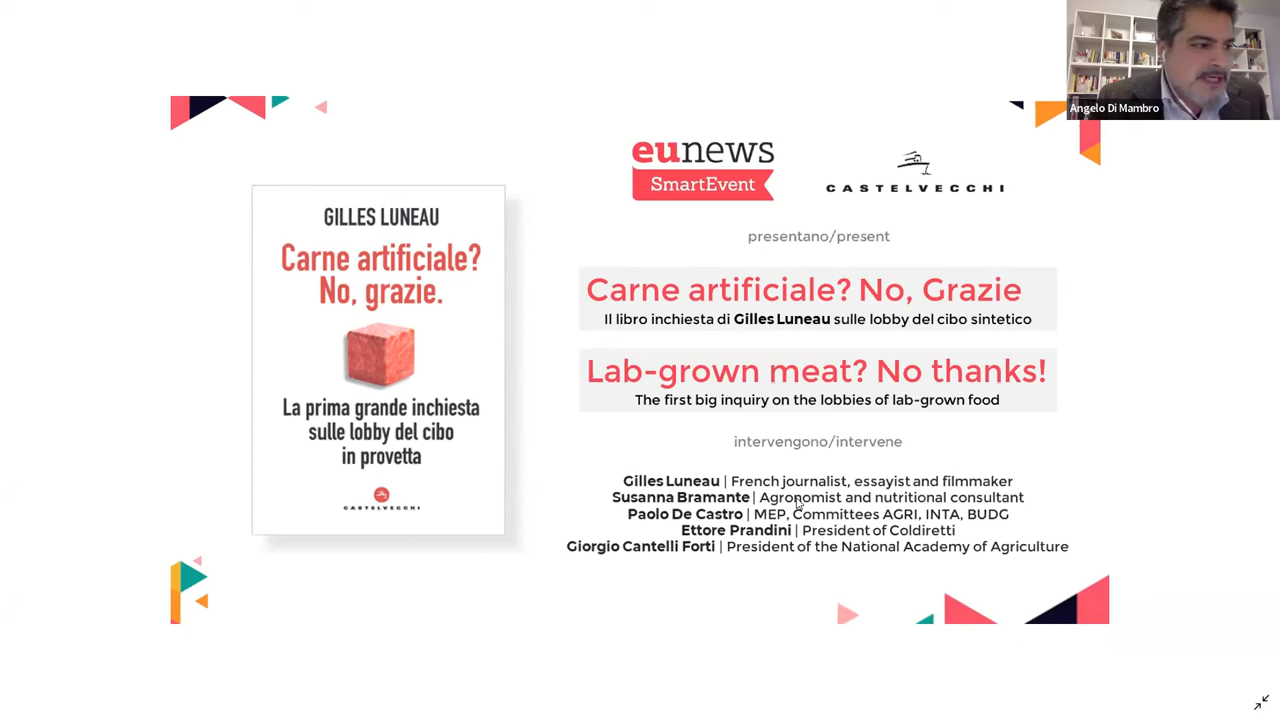 Angelo Di Mambro
GILLES LUNEAU
Carne artificiale?
No, grazie.
La prima grande inchiesta
sulle lobby del cibo
in provetta
CASTELVECCHI
eunews
SmartEvent
CASTELVECCHI
presentano/present
Carne artificiale? No, Grazie
Il libro inchiesta di Gilles Luneau sulle lobby del cibo sintetico
Lab-grown meat? No thanks!
The first big inquiry on the lobbies of lab-grown food
intervengono/intervene
Gilles Luneau | French journalist, essayist and filmmaker
Susanna Bramante | Agronomist and nutritional consultant
Paolo De Castro | MEP, Committees AGRI, INTA, BUDG
Ettore Prandini | President of Coldiretti
Giorgio Cantelli Forti | President of the National Academy of Agriculture